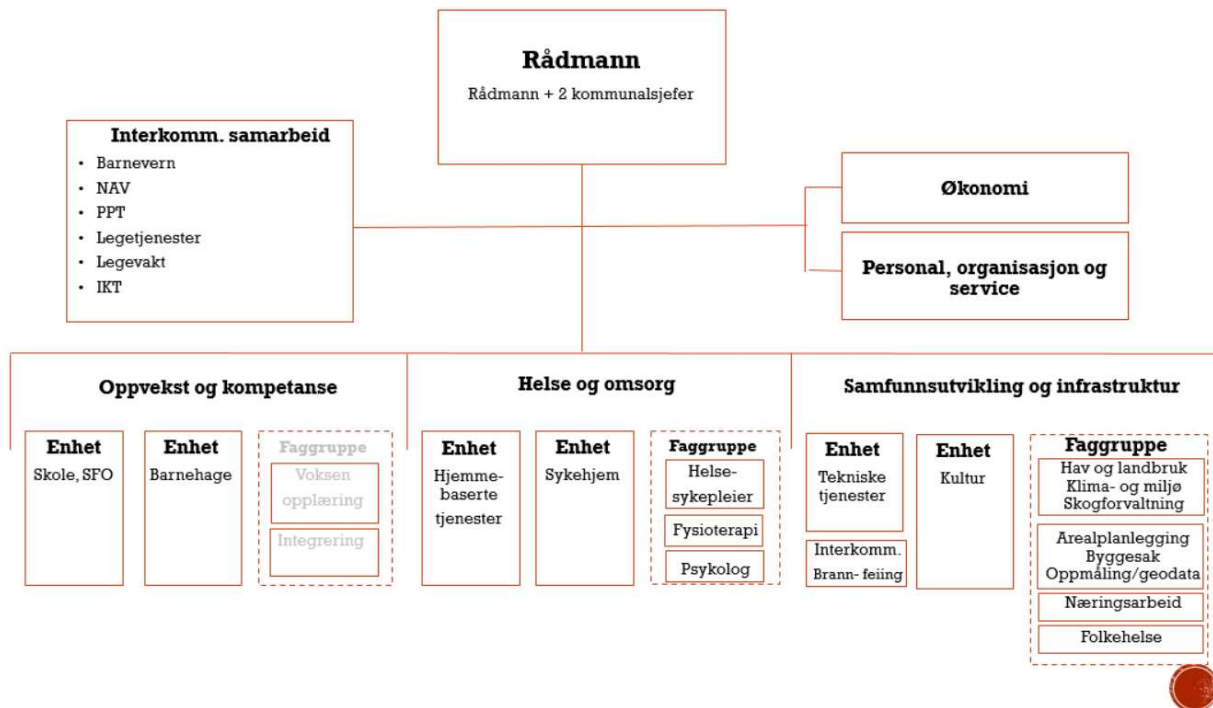 Rådmann
Rådmann + 2 kommunalsjefer
Interkomm. samarbeid
• Barnevern
• NAV
• PPT
• Legetjenester
• Legevakt
• IKT
Økonomi
Personal, organisasjon og
service
Oppvekst og kompetanse
Enhet
Skole, SFO
Enhet
Barnehage
Faggruppe
Voksen
opplæring
Integrering
Helse og omsorg
Enhet
Hjemme-
baserte
tjenester
Enhet
Sykehjem
Faggruppe
Helse-
sykepleier
Fysioterapi
Psykolog
Samfunnsutvikling og infrastruktur
Enhet
Tekniske
tjenester
Interkomm.
Brann- feiing
Enhet
Kultur
Faggruppe
Hav og landbruk
Klima- og miljø
Skogforvaltning
Arealplanlegging
Byggesak
Oppmåling/geodata
Næringsarbeid
Folkehelse